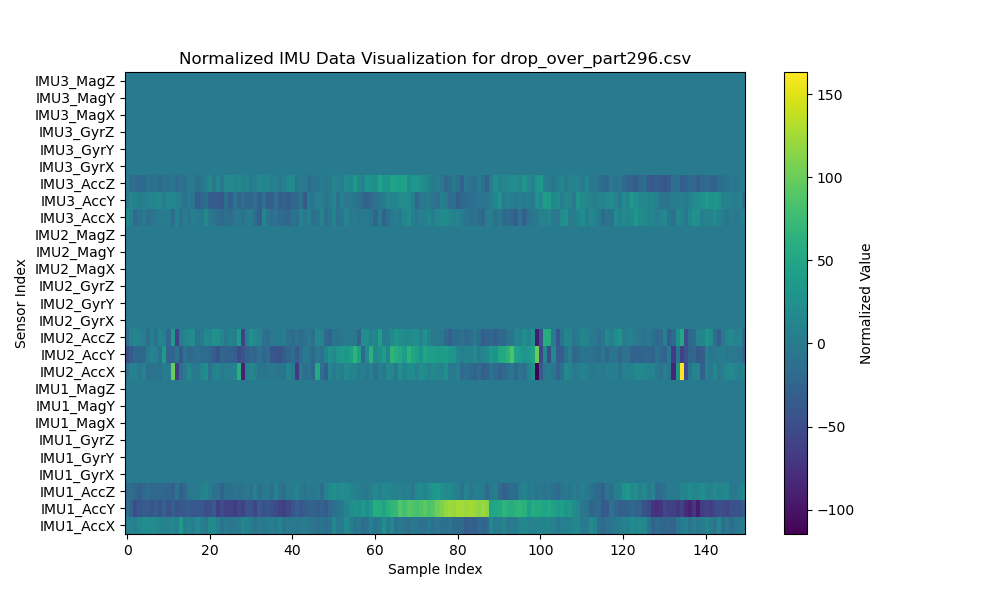 Normalized IMU Data Visualization for drop_over_part296.csv
IMU3_MagZ
IMU3_MagY
IMU3_MagX
IMU3_GyrZ
IMU3_GyrY
IMU3_GyrX
IMU3_AccZ
IMU3_AccY
IMU3_AccX
IMU2_MagZ
IMU2_MagY
IMU2_MagX
IMU2_GyrZ
IMU2_GyrY
IMU2_GyrX
IMU2_AccZ
IMU2_AccY
IMU2_AccX
IMU1_MagZ
IMU1_MagY
IMU1_MagX
IMU1_GyrZ
IMU1_GyrY
IMU1_GyrX
IMU1_AccZ
IMU1_AccY
IMU1_AccX
Sensor Index
0 20 40 60 80 100 120 140
Sample Index
150
100
50
0
−50
−100
Normalized Value